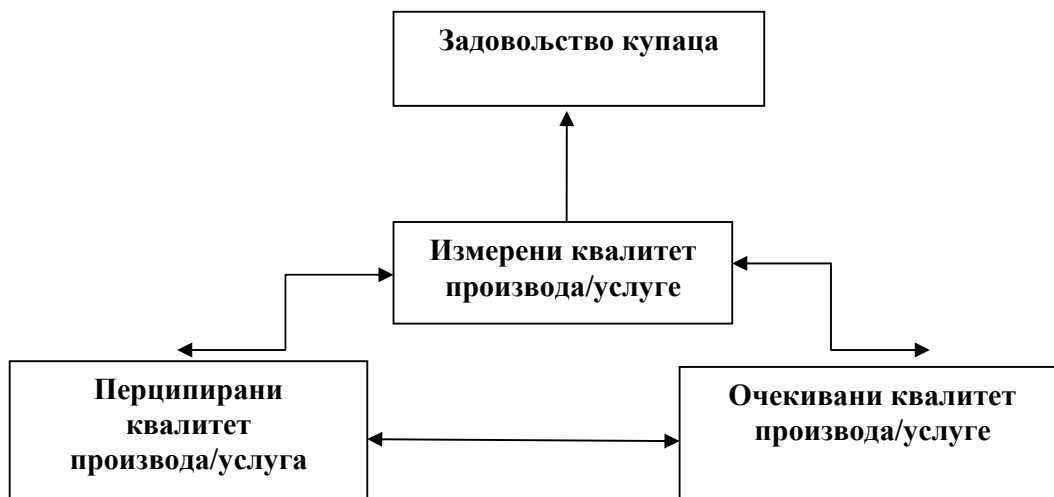 Задовољство купаца
Измерени квалитет
производа/услуге
Перципирани
квалитет
производа/услуга
Очекивани квалитет
производа/услуге